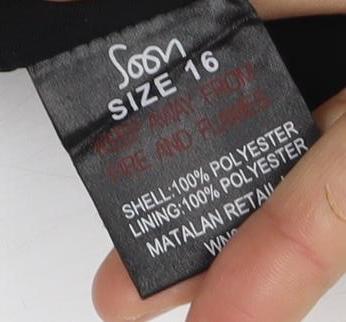 Soon
SIZE 16
KEEP AWAY FROM
FIRE AND FLAMES
SHELL:100% POLYESTER
LINING:100% POLYESTER
MATALAN RETAIL